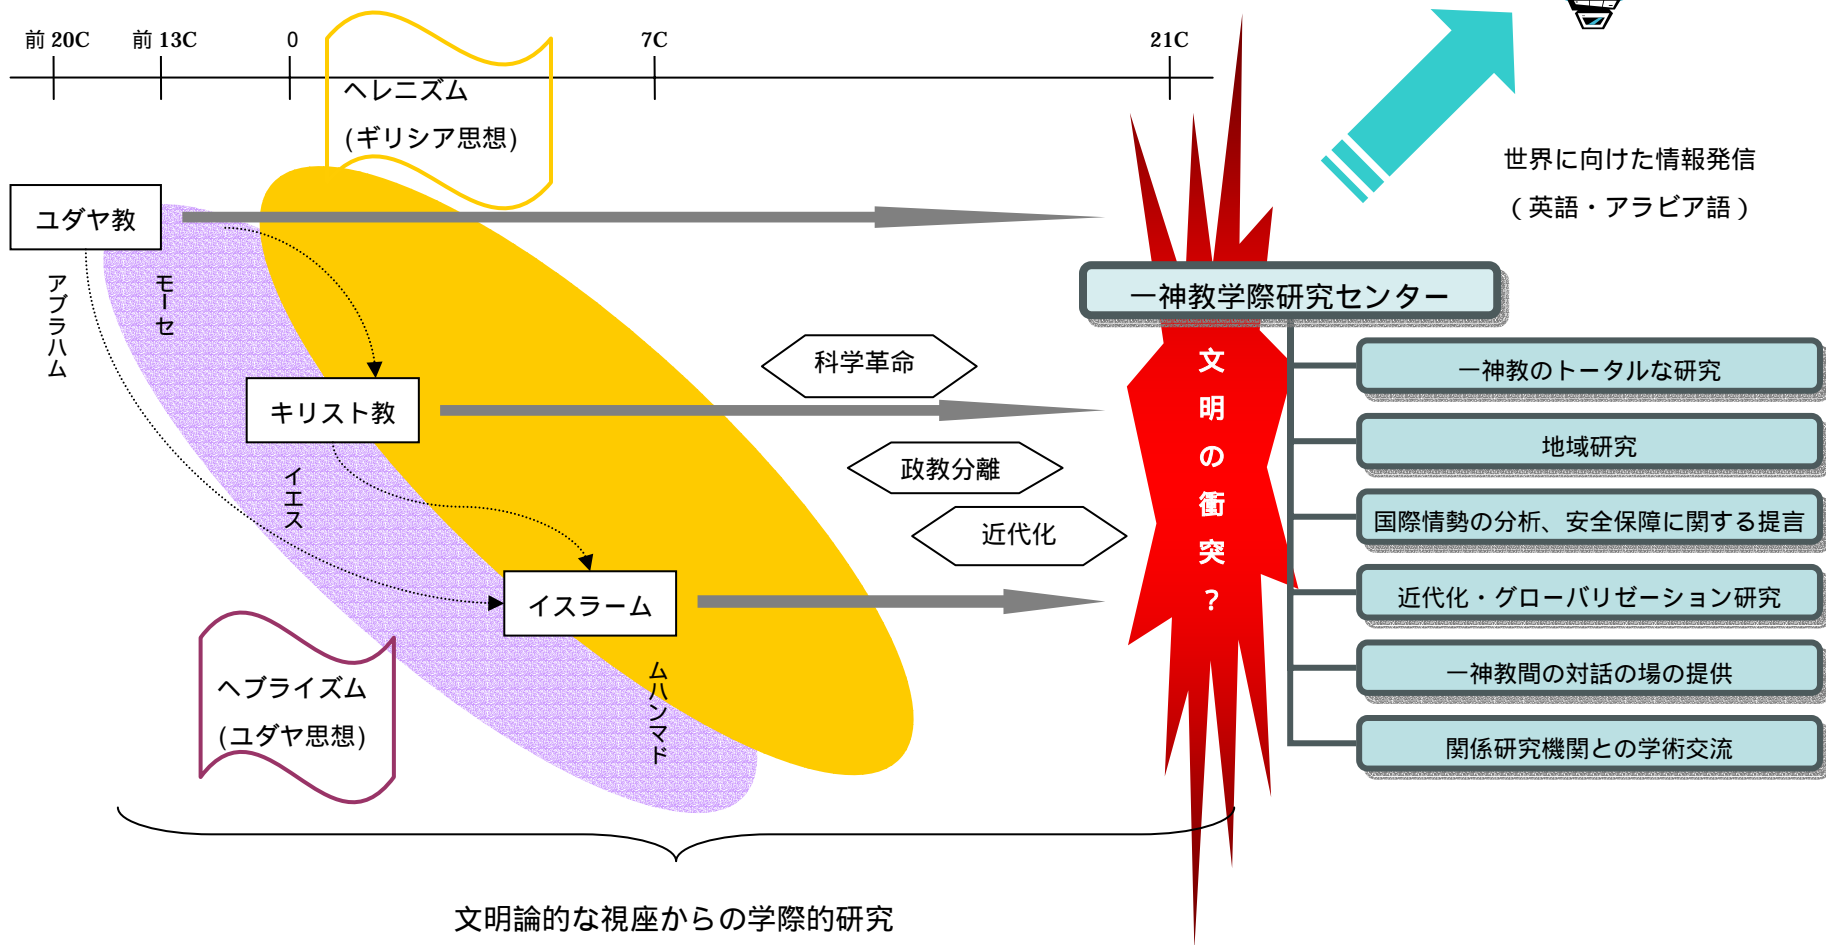 前 20C
前 13C
0
7C
21C
ヘレニズム
(ギリシア思想)
世界に向けた情報発信
(英語・アラビア語)
ユダヤ教
アブラハム
モーセ
一神教学際研究センター
文明の衝突？
科学革命
キリスト教
イエス
政教分離
近代化
イスラーム
ムハンマド
ヘブライズム
(ユダヤ思想)
一神教のトータルな研究
地域研究
国際情勢の分析、安全保障に関する提言
近代化・グローバリゼーション研究
一神教間の対話の場の提供
関係研究機関との学術交流
文明論的な視座からの学際的研究